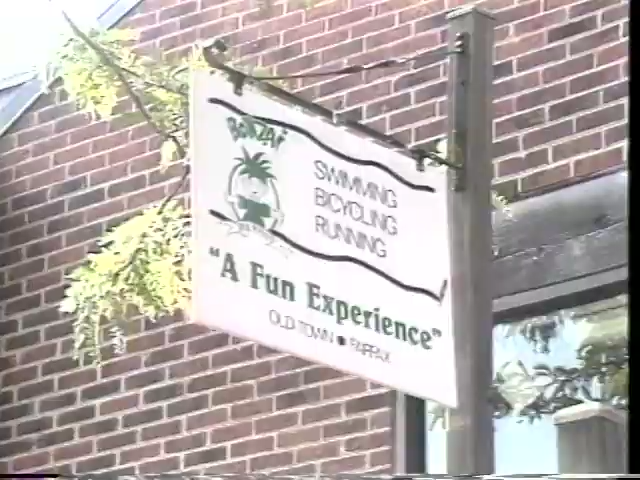 BONZAI
SWIMMING
BICYCLING
RUNNING
"A Fun Experience"
OLD TOWN • FAIRFAX